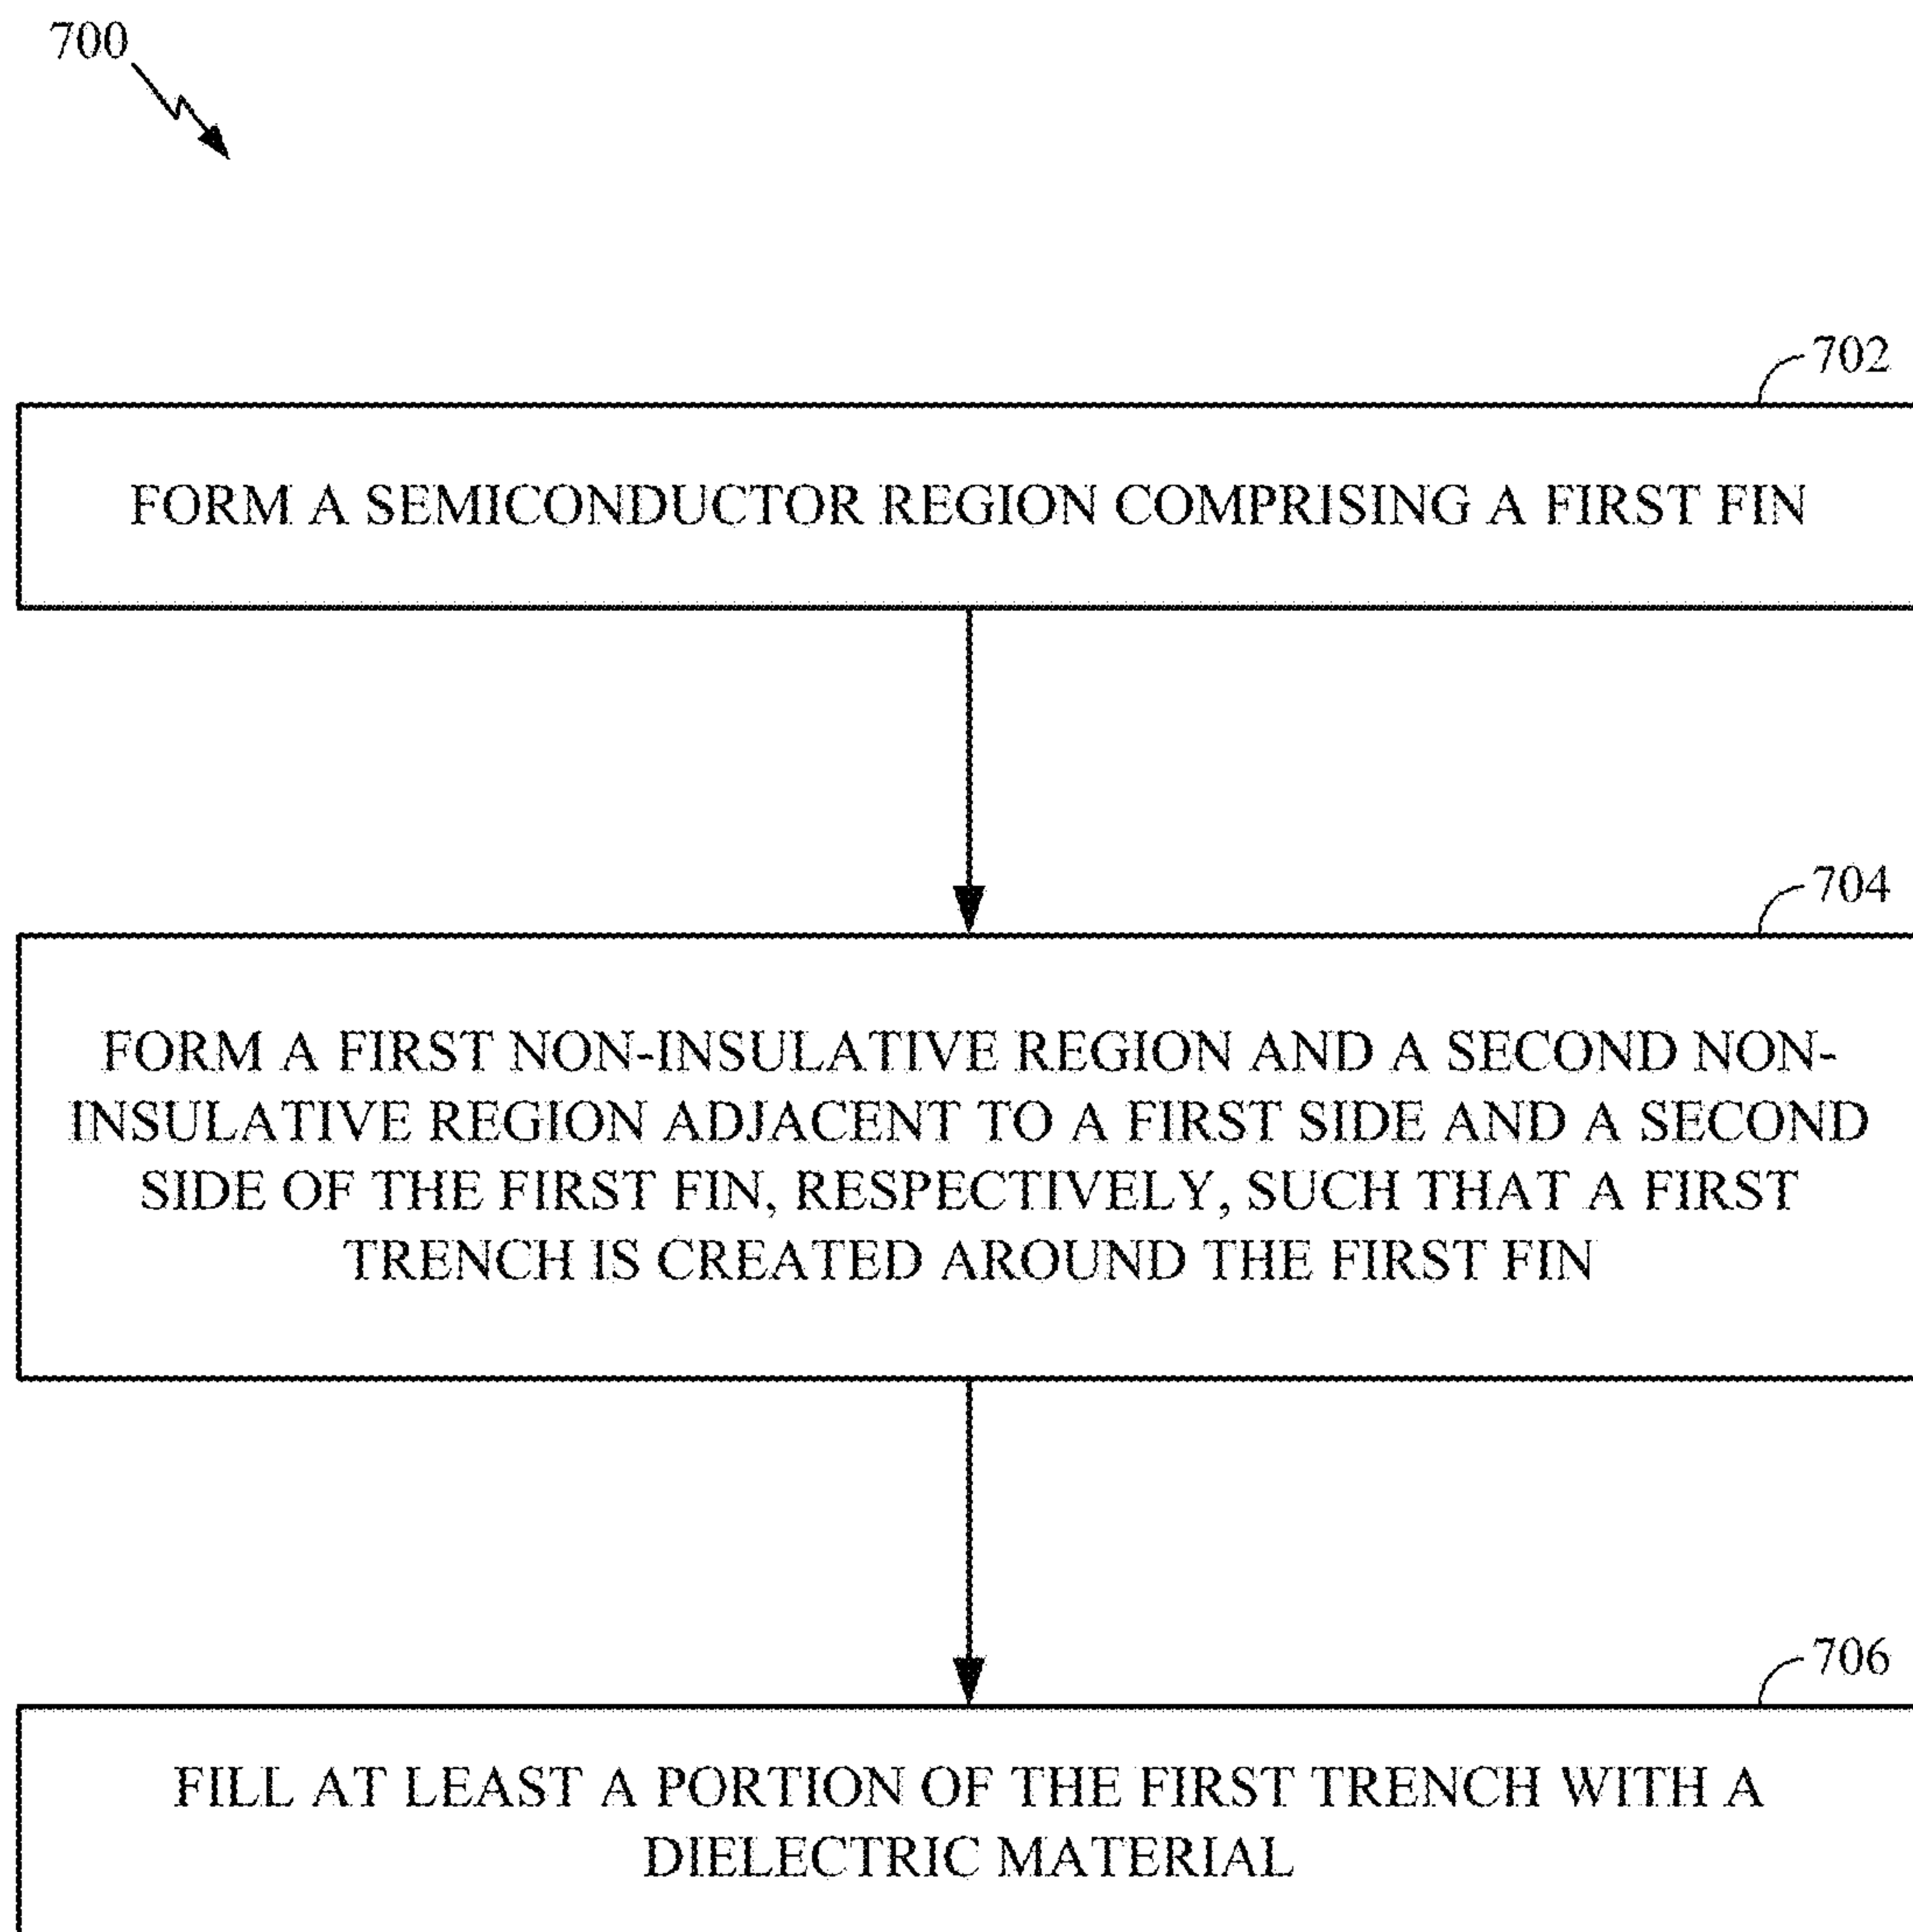 700
702
FORM A SEMICONDUCTOR REGION COMPRISING A FIRST FIN
704
FORM A FIRST NON-INSULATIVE REGION AND A SECOND NON-
INSULATIVE REGION ADJACENT TO A FIRST SIDE AND A SECOND
SIDE OF THE FIRST FIN, RESPECTIVELY, SUCH THAT A FIRST
TRENCH IS CREATED AROUND THE FIRST FIN
706
FILL AT LEAST A PORTION OF THE FIRST TRENCH WITH A
DIELECTRIC MATERIAL